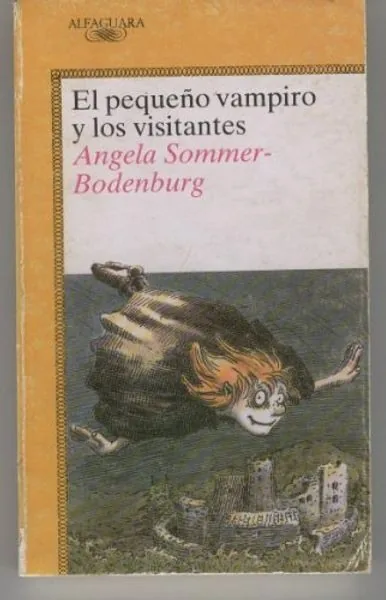 ALFAGUARA
El pequeño vampiro
y los visitantes
Angela Sommer-
Bodenburg